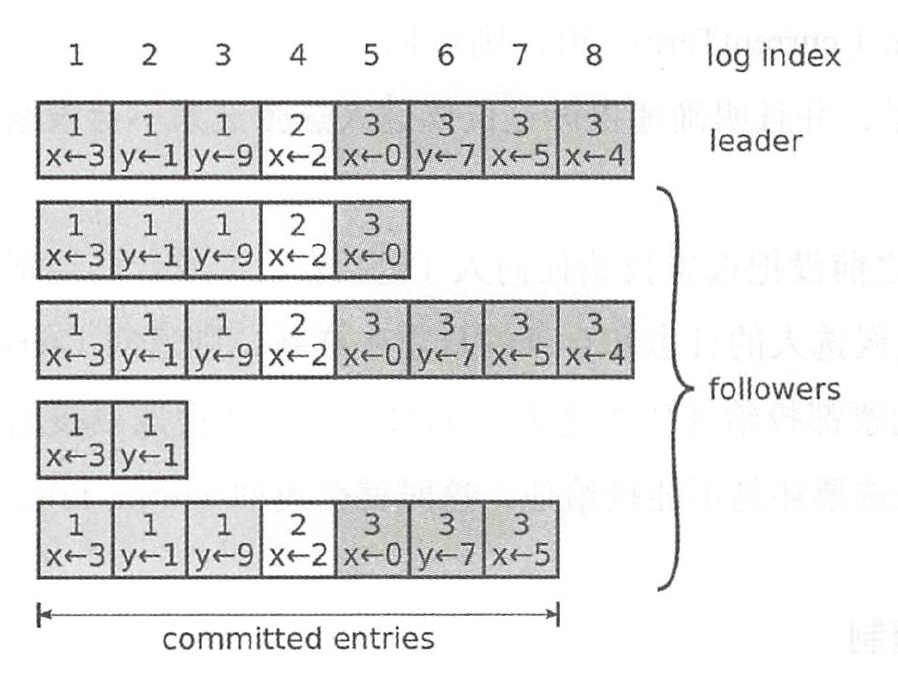 1 2 3 4 5 6 7 8 log index
1 1 1 2 3 3 3 3
x←3 y←1 y←9 x←2 x←0 y←7 x←5 x←4
leader
1 1 1 2 3
x←3 y←1 y←9 x←2 x←0
1 1 1 2 3 3 3 3
x←3 y←1 y←9 x←2 x←0 y←7 x←5 x←4
followers
1 1
x←3 y←1
1 1 1 2 3 3 3
x←3 y←1 y←9 x←2 x←0 y←7 x←5
committed entries